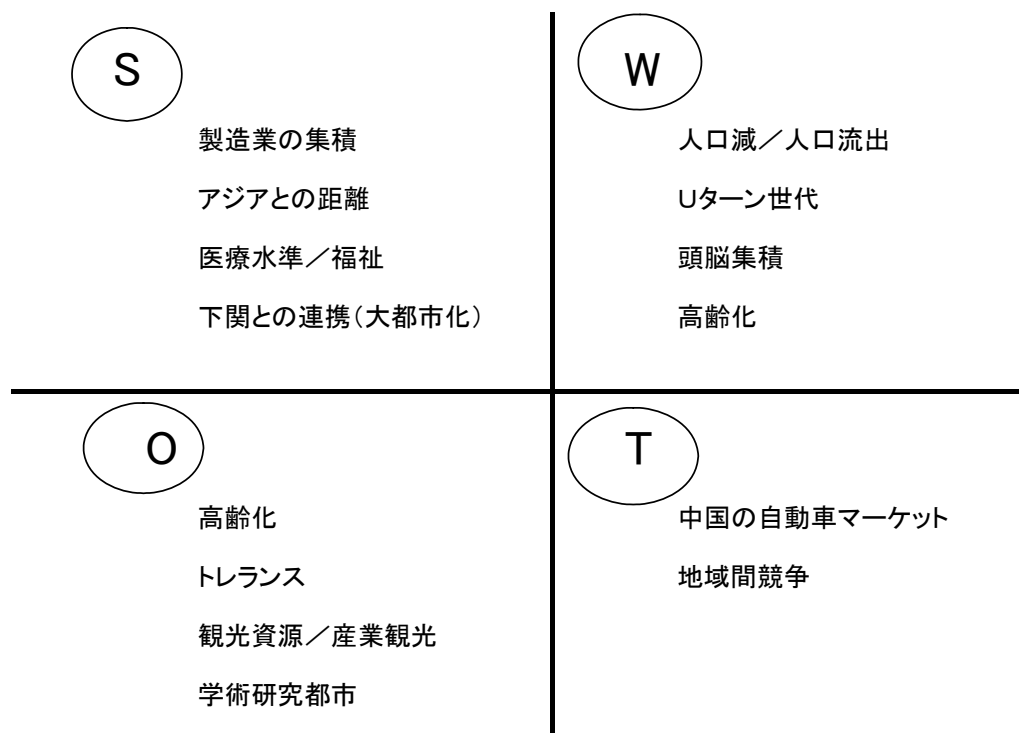 S
製造業の集積
アジアとの距離
医療水準／福祉
下関との連携（大都市化）
W
人口減／人口流出
Uターン世代
頭脳集積
高齢化
O
高齢化
トレランス
観光資源／産業観光
学術研究都市
T
中国の自動車マーケット
地域間競争